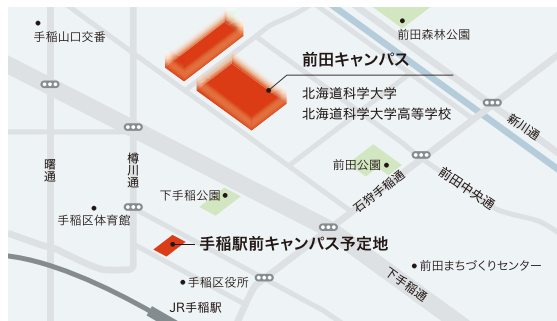 手稲山口交番
前田森林公園
前田キャンパス
北海道科学大学
北海道科学大学高等学校
新川通
曙通
樽川通
前田公園
石狩手稲通
前田中央通
下手稲公園
手稲区体育館
手稲駅前キャンパス予定地
前田まちづくりセンター
手稲区役所
下手稲通
JR手稲駅